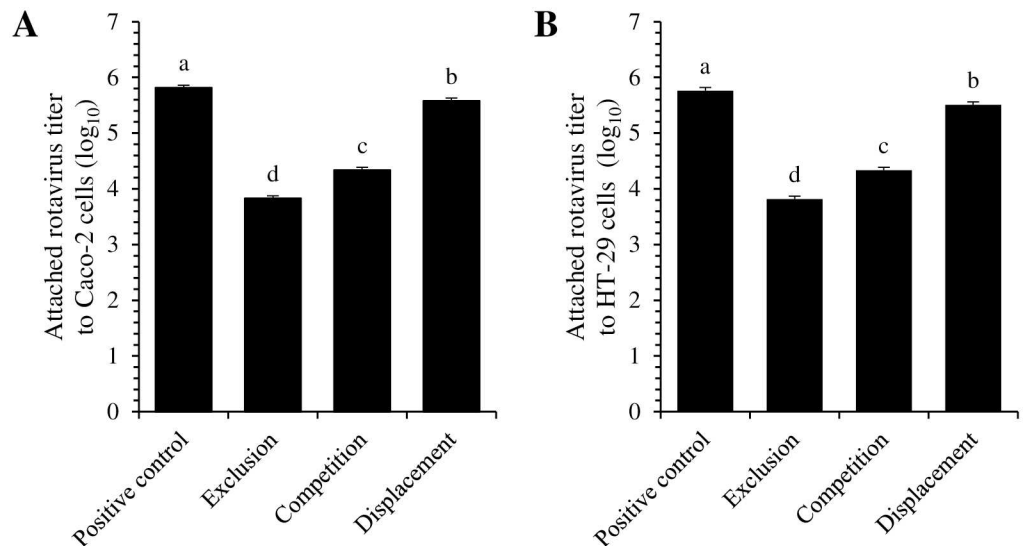 A
Attached rotavirus titer
to Caco-2 cells (log10)
7
6
5
4
3
2
1
0
a
d
c
b
Positive control
Exclusion
Competition
Displacement
B
Attached rotavirus titer
to HT-29 cells (log10)
7
6
5
4
3
2
1
0
a
d
c
b
Positive control
Exclusion
Competition
Displacement